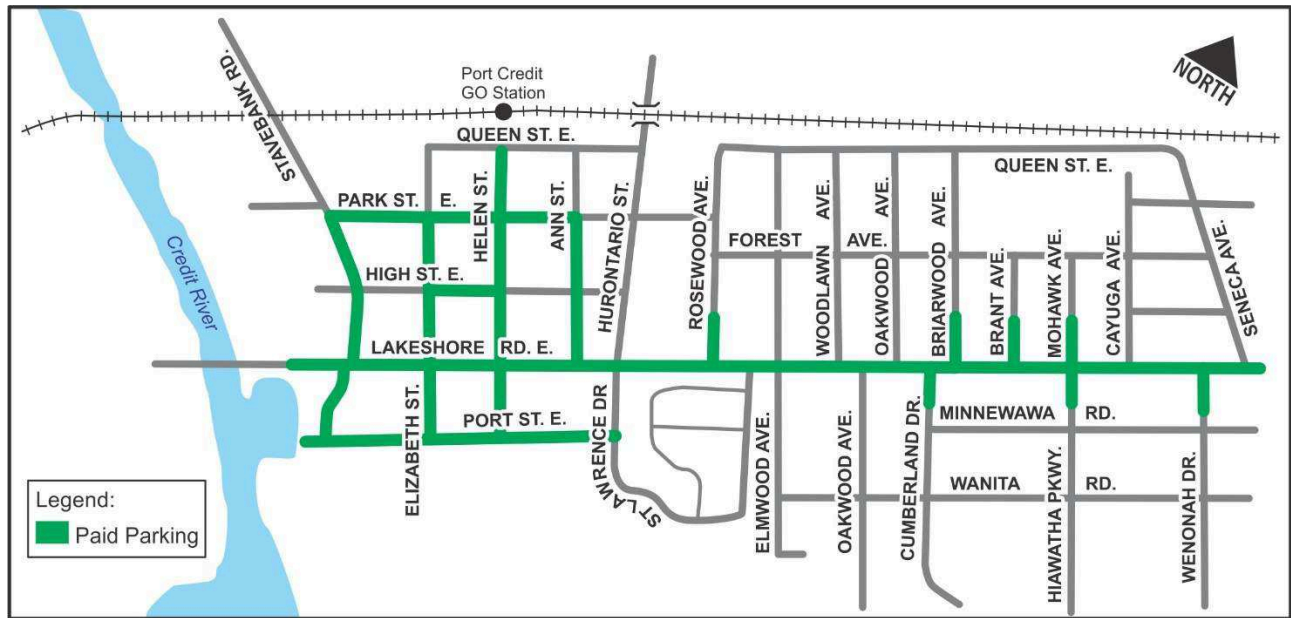 STAVEBANK RD.
Port Credit
GO Station
NORTH
QUEEN ST. E.
QUEEN ST. E.
PARK ST. E.
HELEN ST.
ANN ST.
HURONTARIO ST.
ROSEWOOD AVE.
FOREST AVE.
WOODLAWN AVE.
OAKWOOD AVE.
BRIARWOOD AVE.
BRANT AVE.
MOHAWK AVE.
CAYUGA AVE.
SENECA AVE.
Credit River
HIGH ST. E.
LAKESHORE RD. E.
ELIZABETH ST.
PORT ST. E.
ST.LAWRENCE DR
ELMWOOD AVE.
OAKWOOD AVE.
CUMBERLAND DR.
MINNEWAWA RD.
WANITA RD.
HIAWATHA PKWY.
WENONAH DR.
Legend:
Paid Parking